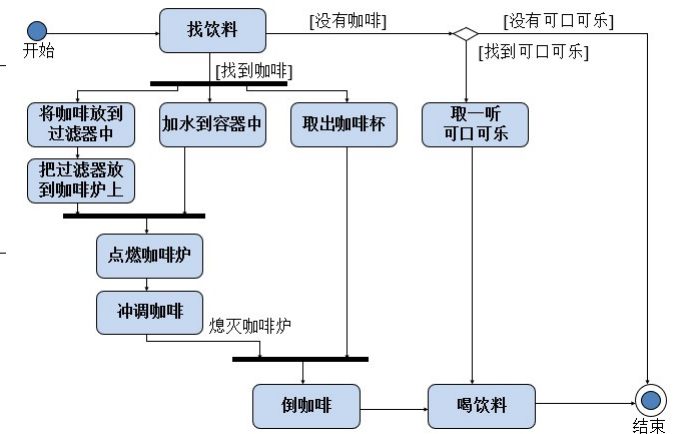 找饮料
[没有咖啡]
[没有可口可乐]
开始
[找到可口可乐]
[找到咖啡]
将咖啡放到
过滤器中
加水到容器中
取出咖啡杯
取一听
可口可乐
把过滤器放
到咖啡炉上
点燃咖啡炉
冲调咖啡
熄灭咖啡炉
倒咖啡
喝饮料
结束